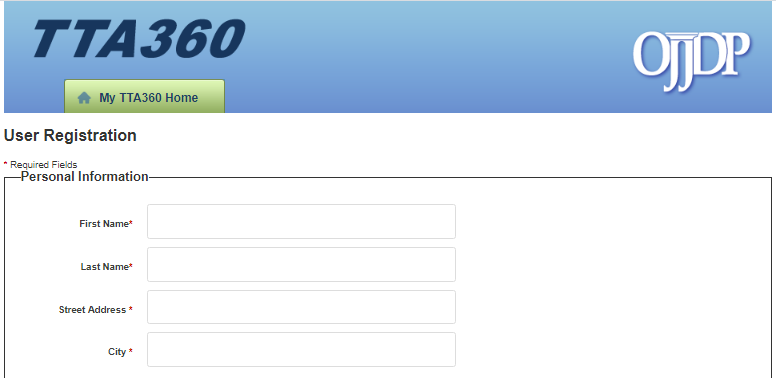 TTA360
OJJDP
My TTA360 Home
User Registration
* Required Fields
Personal Information
First Name*
Last Name*
Street Address *
City *